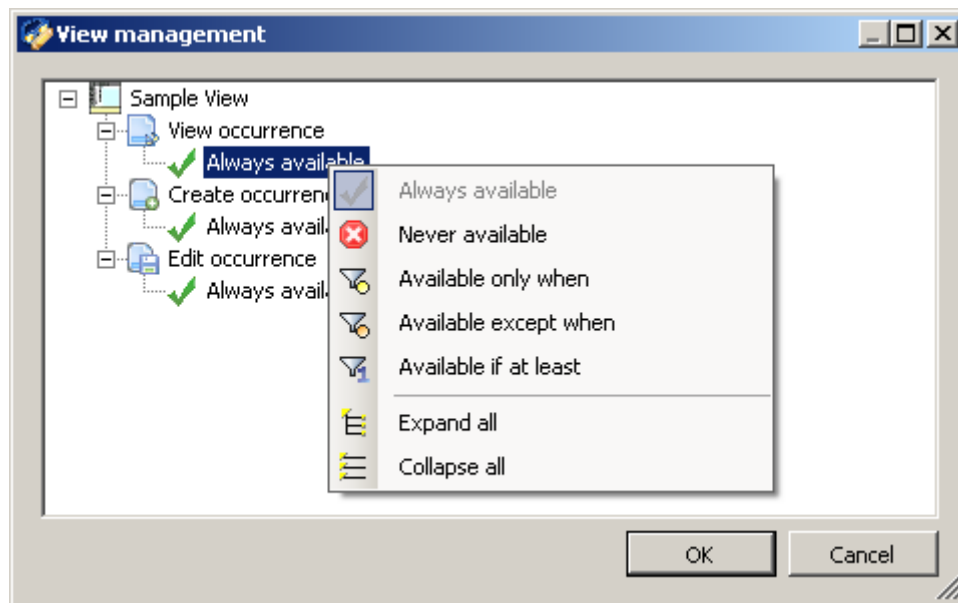 View management
Sample View
View occurrence
Always available
Create occurren
Always avail
Edit occurrence
Always avail
Always available
Never available
Available only when
Available except when
Available if at least
Expand all
Collapse all
OK
Cancel